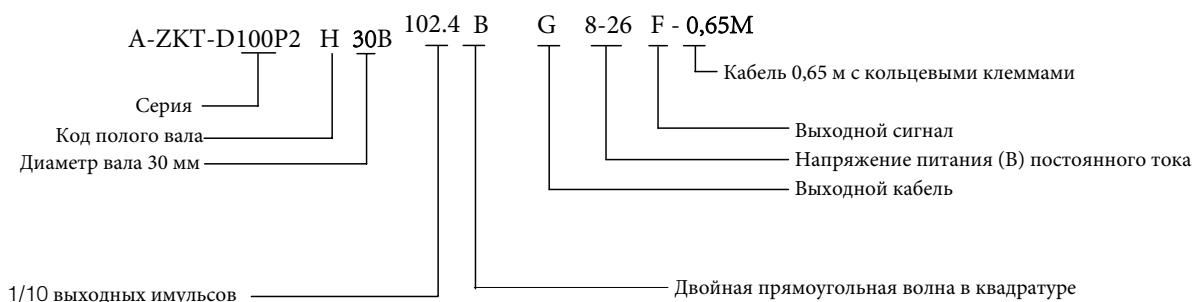 A-ZKT-D100P2 H 30B 102.4 B G 8-26 F - 0,65M
Кабель 0,65 м с кольцевыми клеммами
Серия
Выходной сигнал
Код полого вала
Напряжение питания (В) постоянного тока
Диаметр вала 30 мм
Выходной кабель
1/10 выходных имульсов
Двойная прямоугольная волна в квадратуре